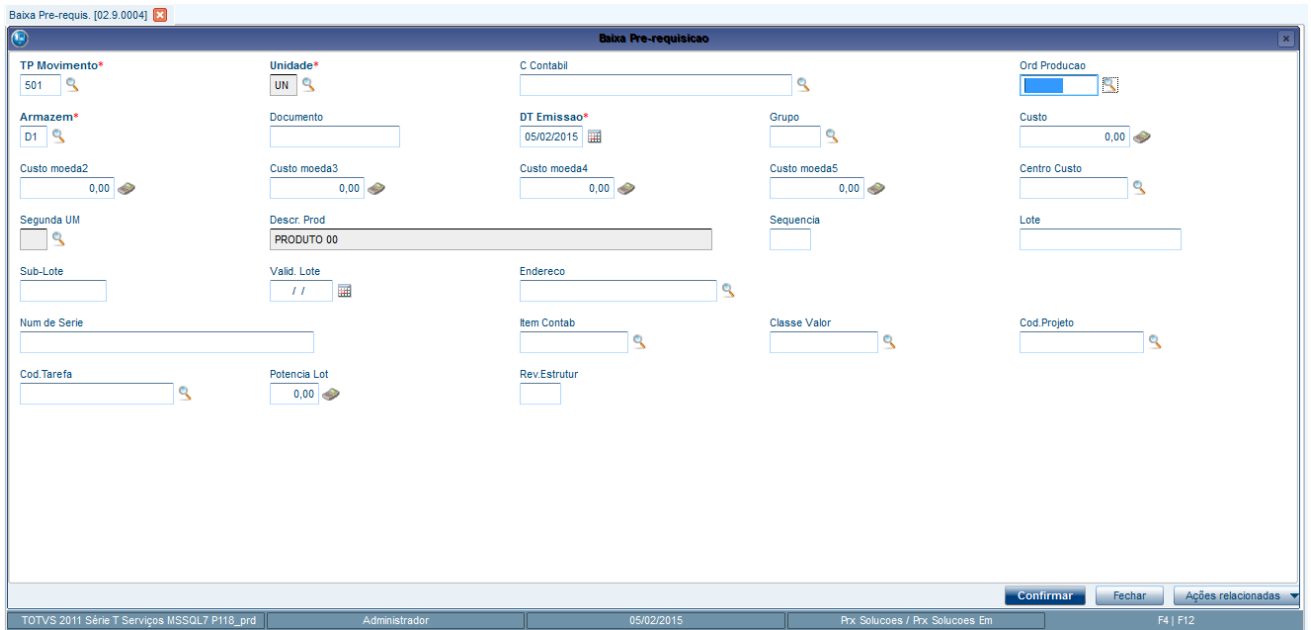 Baixa Pre-requis. [02.9.0004]
Baixa Pre-requisicao
TP Movimento* Unidade* C Contabil Ord Producao
501 UN
Armazem* Documento DT Emissao* Grupo Custo
D1 05/02/2015 0,00
Custo moeda2 Custo moeda3 Custo moeda4 Custo moeda5 Centro Custo
0,00 0,00 0,00 0,00
Segunda UM Descr. Prod Sequencia Lote
PRODUTO 00
Sub-Lote Valid. Lote Endereco
/ /
Num de Serie Item Contab Classe Valor Cod.Projeto
Cod.Tarefa Potencia Lot Rev.Estrutur
0,00
Confirmar Fechar Ações relacionadas
TOTVS 2011 Série T Serviços MSSQL7 P118_prd Administrador 05/02/2015 Prx Solucoes / Prx Solucoes Em F4 | F12